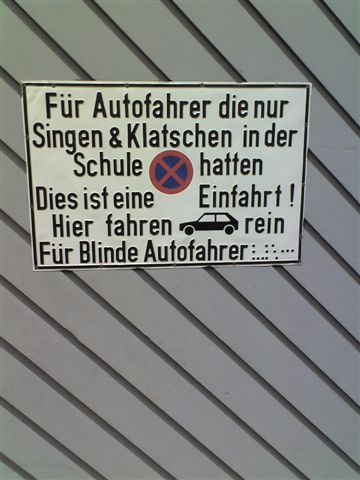 Für Autofahrer die nur
Singen & Klatschen in der
Schule hatten
Dies ist eine Einfahrt !
Hier fahren rein
Für Blinde Autofahrer :..::.···